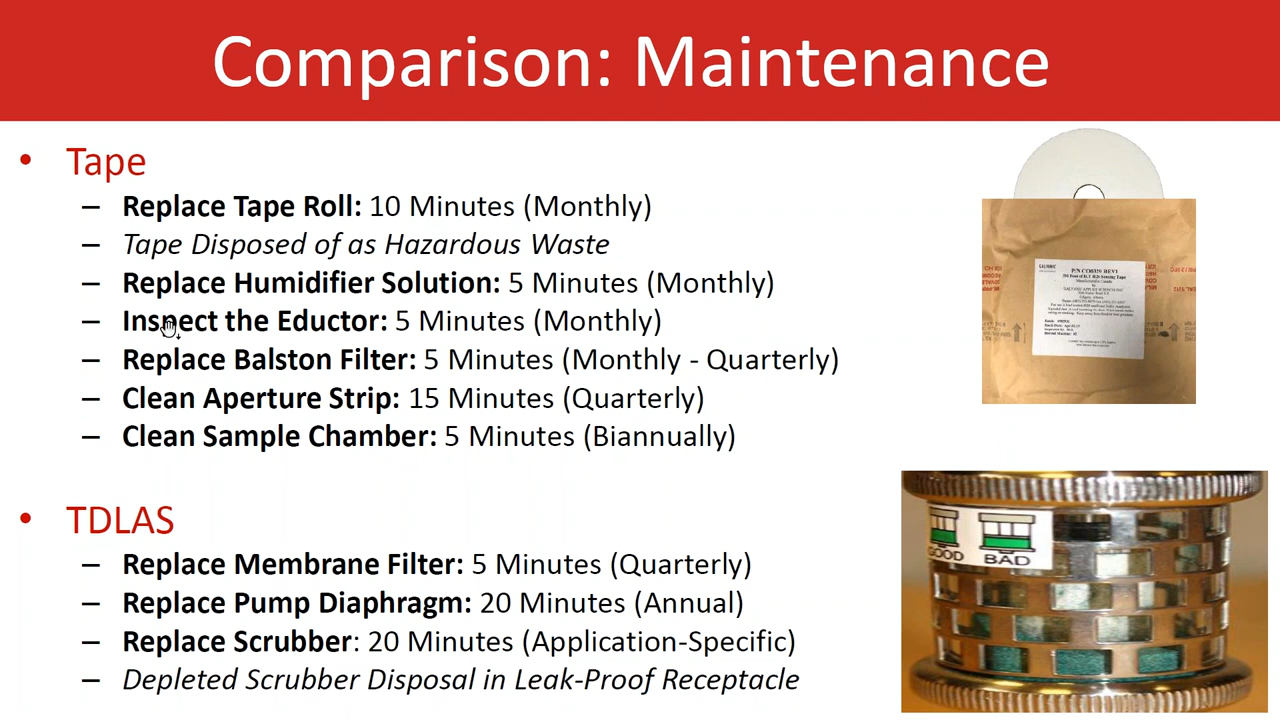 Comparison: Maintenance
• Tape
– Replace Tape Roll: 10 Minutes (Monthly)
– Tape Disposed of as Hazardous Waste
– Replace Humidifier Solution: 5 Minutes (Monthly)
– Inspect the Eductor: 5 Minutes (Monthly)
– Replace Balston Filter: 5 Minutes (Monthly - Quarterly)
– Clean Aperture Strip: 15 Minutes (Quarterly)
– Clean Sample Chamber: 5 Minutes (Biannually)
• TDLAS
– Replace Membrane Filter: 5 Minutes (Quarterly)
– Replace Pump Diaphragm: 20 Minutes (Annual)
– Replace Scrubber: 20 Minutes (Application-Specific)
– Depleted Scrubber Disposal in Leak-Proof Receptacle
GOOD BAD